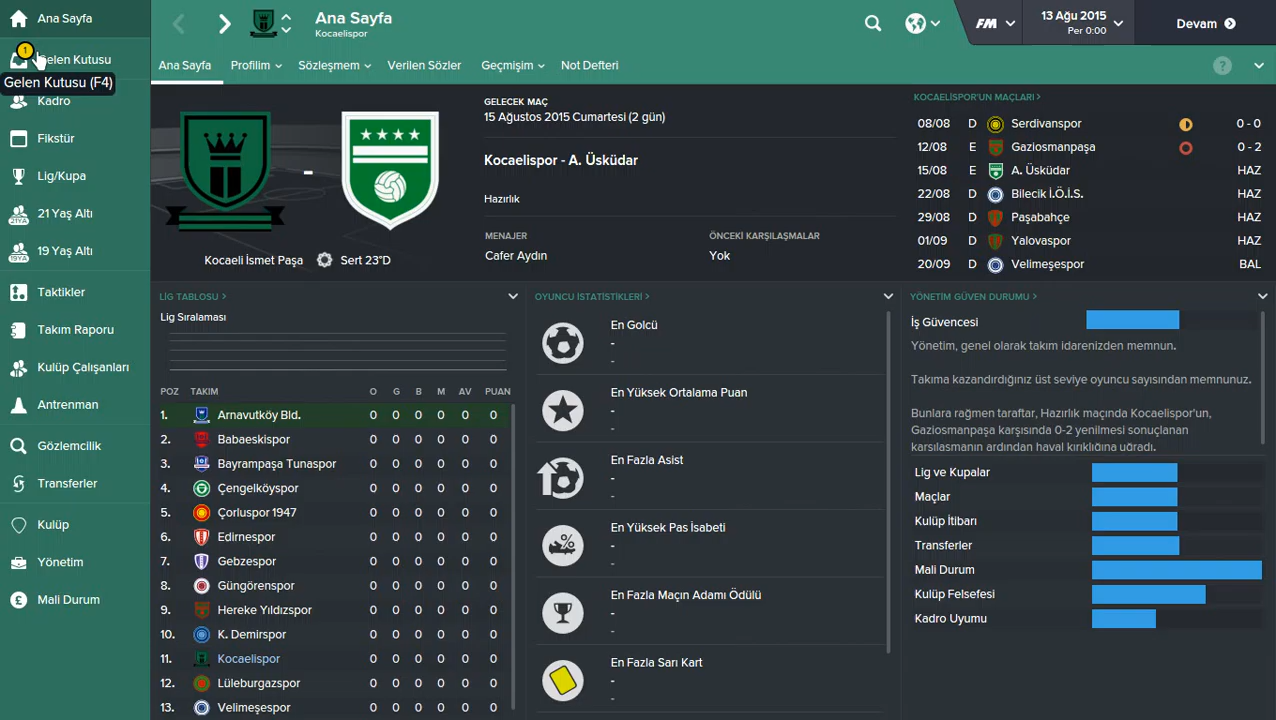 Ana Sayfa
1
Gelen Kutusu
Gelen Kutusu (F4)
Kadro
Fikstür
Lig/Kupa
21YA
21 Yaş Altı
19YA
19 Yaş Altı
Taktikler
Takım Raporu
Kulüp Çalışanları
Antrenman
Gözlemcilik
Transferler
Kulüp
Yönetim
Mali Durum
Ana Sayfa
Kocaelispor
FM
13 Ağu 2015
Per 0:00
Devam
Ana Sayfa Profilim Sözleşmem Verilen Sözler Geçmişim Not Defteri
?
-
Kocaeli İsmet Paşa Sert 23°D
GELECEK MAÇ
15 Ağustos 2015 Cumartesi (2 gün)
Kocaelispor - A. Üsküdar
Hazırlık
MENAJER ÖNCEKİ KARŞILAŞMALAR
Cafer Aydın Yok
KOCAELİSPOR'UN MAÇLARI >
08/08 D Serdivanspor 0 - 0
12/08 E Gaziosmanpaşa 0 - 2
15/08 E A. Üsküdar HAZ
22/08 D Bilecik İ.Ö.İ.S. HAZ
29/08 D Paşabahçe HAZ
01/09 D Yalovaspor HAZ
20/09 D Velimeşespor BAL
LİG TABLOSU >
Lig Sıralaması
POZ TAKIM O G B M AV PUAN
1. Arnavutköy Bld. 0 0 0 0 0 0
2. Babaeskispor 0 0 0 0 0 0
3. Bayrampaşa Tunaspor 0 0 0 0 0 0
4. Çengelköyspor 0 0 0 0 0 0
5. Çorluspor 1947 0 0 0 0 0 0
6. Edirnespor 0 0 0 0 0 0
7. Gebzespor 0 0 0 0 0 0
8. Güngörenspor 0 0 0 0 0 0
9. Hereke Yıldızspor 0 0 0 0 0 0
10. K. Demirspor 0 0 0 0 0 0
11. Kocaelispor 0 0 0 0 0 0
12. Lüleburgazspor 0 0 0 0 0 0
13. Velimeşespor 0 0 0 0 0 0
OYUNCU İSTATİSTİKLERİ >
En Golcü
-
-
En Yüksek Ortalama Puan
-
-
En Fazla Asist
-
-
En Yüksek Pas İsabeti
-
-
En Fazla Maçın Adamı Ödülü
-
-
En Fazla Sarı Kart
-
-
YÖNETİM GÜVEN DURUMU >
İş Güvencesi
Yönetim, genel olarak takım idarenizden memnun.
Takıma kazandırdığınız üst seviye oyuncu sayısından memnunuz.
Bunlara rağmen taraftar, Hazırlık maçında Kocaelispor'un,
Gaziosmanpaşa karşısında 0-2 yenilmesi sonuçlanan
karşılaşmanın ardından hayal kırıklığına uğradı.
Lig ve Kupalar
Maçlar
Kulüp İtibarı
Transferler
Mali Durum
Kulüp Felsefesi
Kadro Uyumu